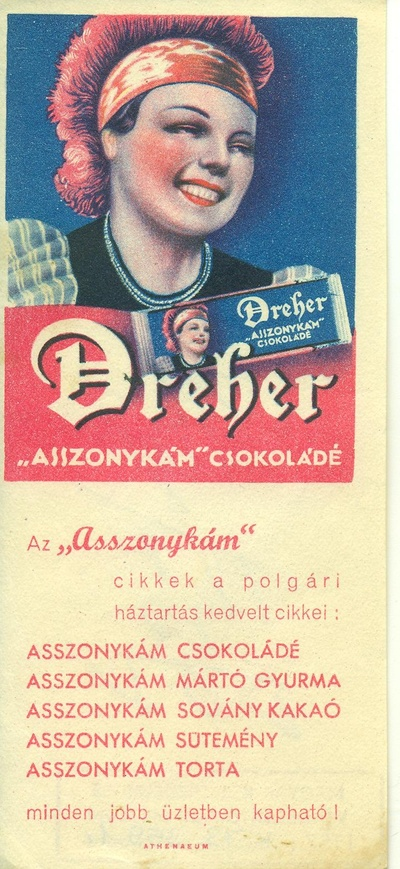 Dreher
„ASSZONYKÁM"
CSOKOLÁDÉ
Dreher
„ASSZONYKÁM" CSOKOLÁDÉ
Az „Asszonykám"
cikkek a polgári
háztartás kedvelt cikkei :
ASSZONYKÁM CSOKOLÁDÉ
ASSZONYKÁM MÁRTÓ GYURMA
ASSZONYKÁM SOVÁNY KAKAÓ
ASSZONYKÁM SÜTEMÉNY
ASSZONYKÁM TORTA
minden jobb üzletben kapható !
ATHENAEUM